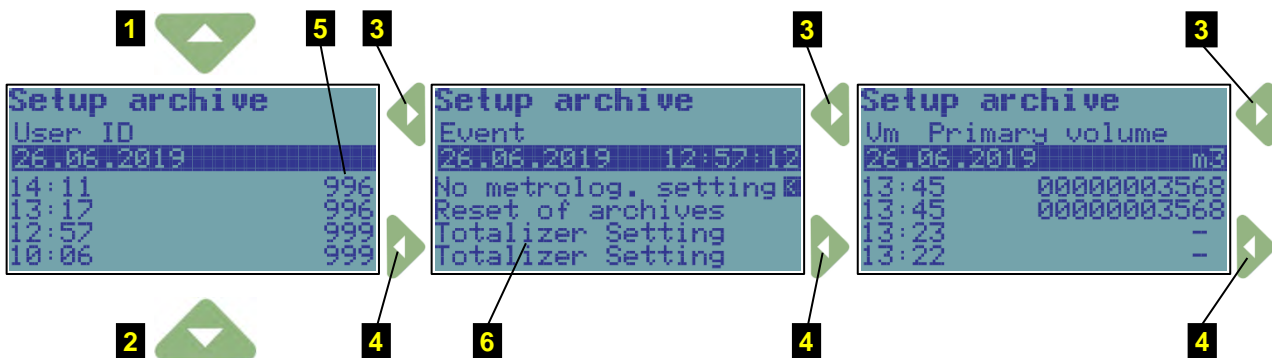 1
5
3
3
3
Setup archive
User ID
26.06.2019
14:11 996
13:17 996
12:57 999
10:06 999
Setup archive
Event
26.06.2019 12:57:12
No metrolog. setting K
Reset of archives
Totalizer Setting
Totalizer Setting
Setup archive
Vm Primary volume
26.06.2019 m3
13:45 00000003568
13:45 00000003568
13:23 -
13:22 -
2
4
6
4
4